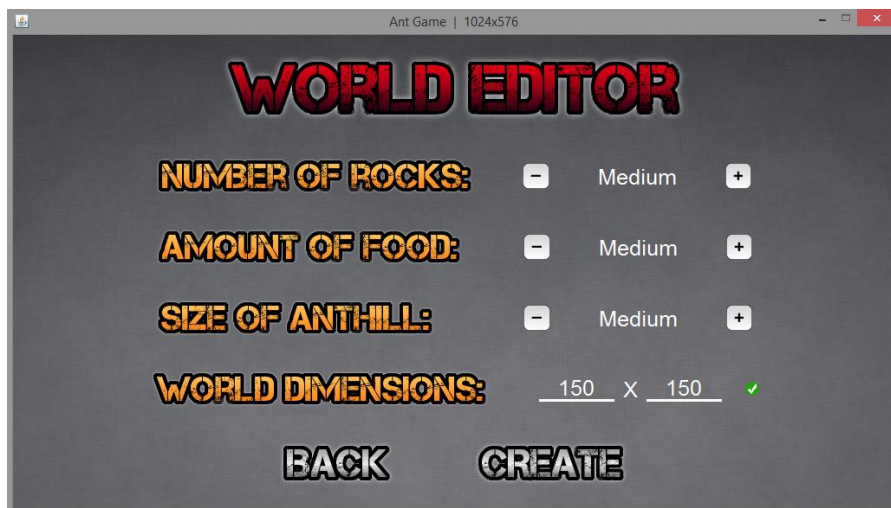 Ant Game | 1024x576
WORLD EDITOR
NUMBER OF ROCKS: - Medium +
AMOUNT OF FOOD: - Medium +
SIZE OF ANTHILL: - Medium +
WORLD DIMENSIONS: 150 X 150
BACK CREATE